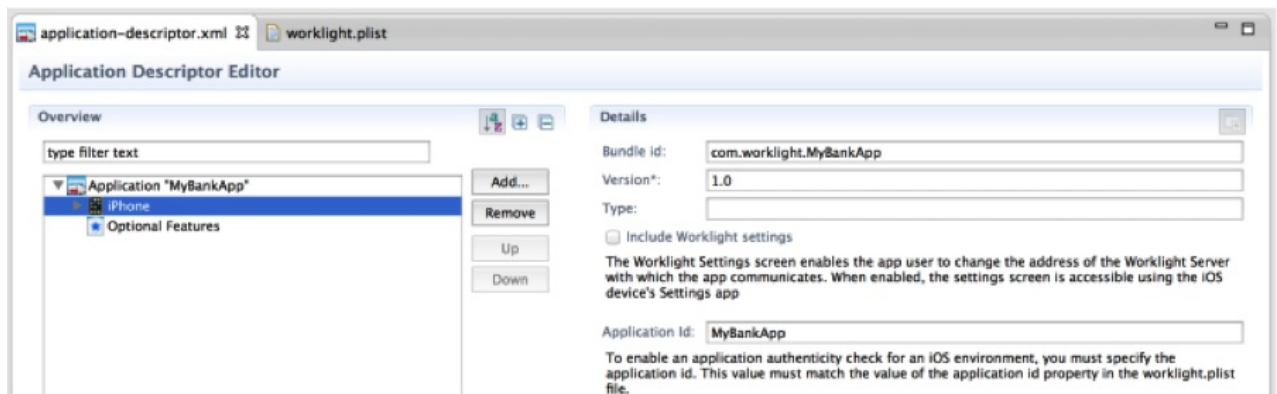 application-descriptor.xml worklight.plist
Application Descriptor Editor
Overview
type filter text
Application "MyBankApp"
iPhone
Optional Features
Add...
Remove
Up
Down
Details
Bundle id: com.worklight.MyBankApp
Version*: 1.0
Type:
Include Worklight settings
The Worklight Settings screen enables the app user to change the address of the Worklight Server
with which the app communicates. When enabled, the settings screen is accessible using the iOS
device's Settings app
Application Id: MyBankApp
To enable an application authenticity check for an iOS environment, you must specify the
application id. This value must match the value of the application id property in the worklight.plist
file.